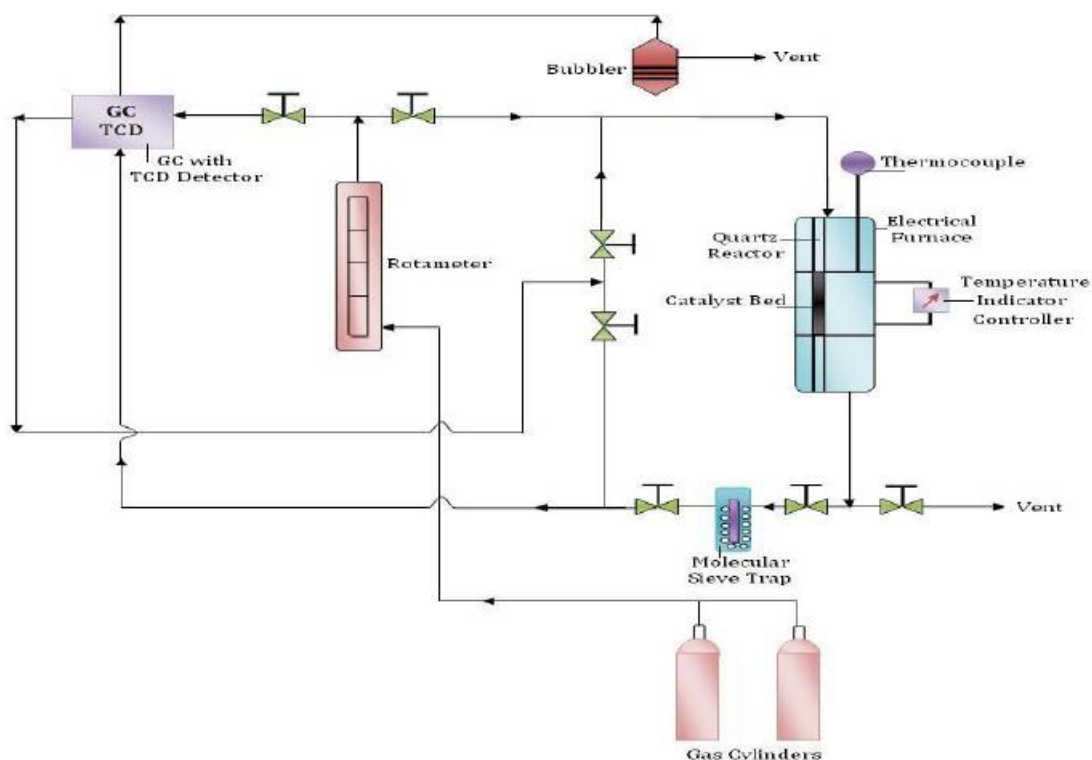 Bubbler
Vent
GC
TCD
GC with
TCD Detector
Thermocouple
Rotameter
Quartz
Reactor
Electrical
Furnace
Catalyst Bed
Temperature
Indicator
Controller
Vent
Molecular
Sieve Trap
Gas Cylinders